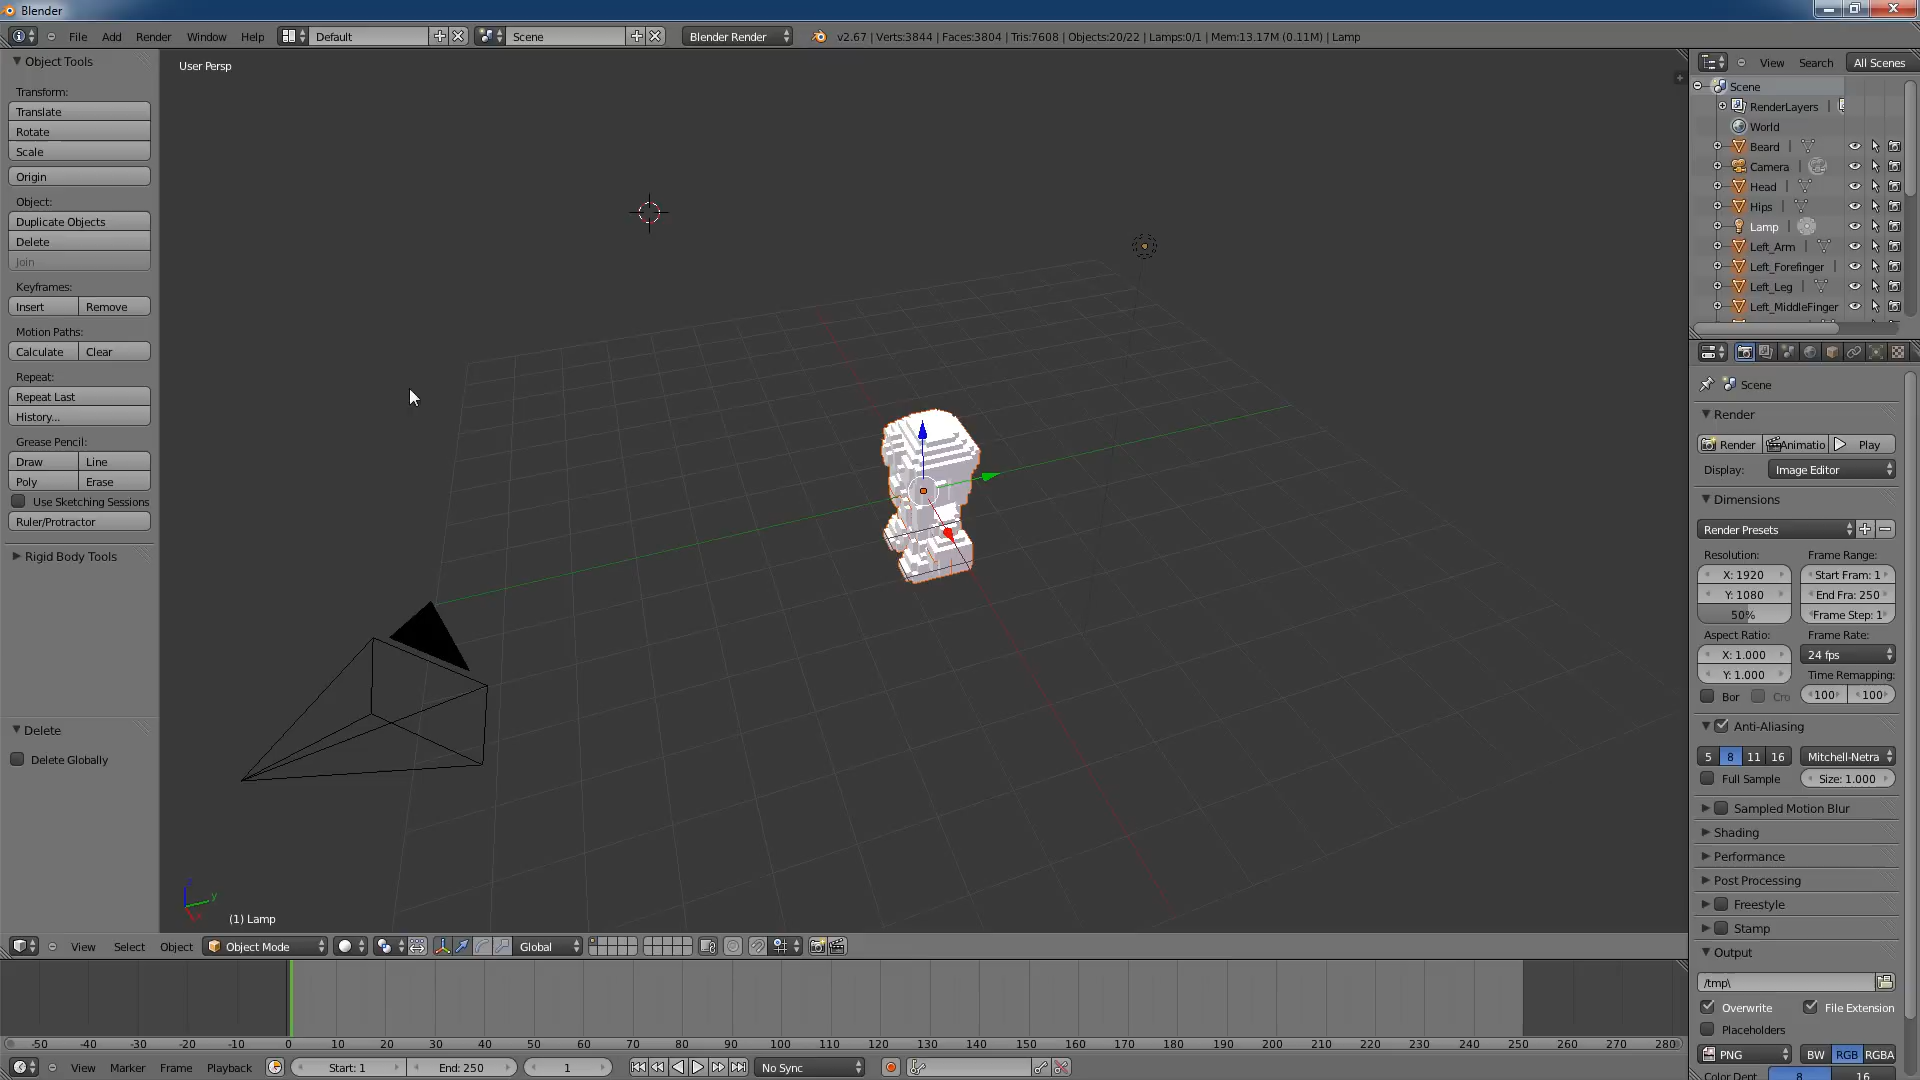 Blender
File Add Render Window Help Default Scene Blender Render v2.67 | Verts:3844 | Faces:3804 | Tris:7608 | Objects:20/22 | Lamps:0/1 | Mem:13.17M (0.11M) | Lamp
Object Tools
Transform:
Translate
Rotate
Scale
Origin
Object:
Duplicate Objects
Delete
Join
Keyframes:
Insert Remove
Motion Paths:
Calculate Clear
Repeat:
Repeat Last
History...
Grease Pencil:
Draw Line
Poly Erase
Use Sketching Sessions
Ruler/Protractor
Rigid Body Tools
Delete
Delete Globally
User Persp
z
y
x
(1) Lamp
View Search All Scenes
Scene
RenderLayers |
World
Beard |
Camera |
Head |
Hips |
Lamp |
Left_Arm |
Left_Forefinger |
Left_Leg |
Left_MiddleFinger
Scene
Render
Render Animatio Play
Display: Image Editor
Dimensions
Render Presets
Resolution: Frame Range:
X: 1920 Start Fram: 1
Y: 1080 End Fra: 250
50% Frame Step: 1
Aspect Ratio: Frame Rate:
X: 1.000 24 fps
Y: 1.000 Time Remapping:
Bor Cro 100 100
Anti-Aliasing
5 8 11 16 Mitchell-Netra
Full Sample Size: 1.000
Sampled Motion Blur
Shading
Performance
Post Processing
Freestyle
Stamp
Output
/tmp\
Overwrite File Extension
Placeholders
PNG BW RGB RGBA
8 16
View Select Object Object Mode Global
-50 -40 -30 -20 -10 0 10 20 30 40 50 60 70 80 90 100 110 120 130 140 150 160 170 180 190 200 210 220 230 240 250 260 270 280
View Marker Frame Playback Start: 1 End: 250 1 No Sync